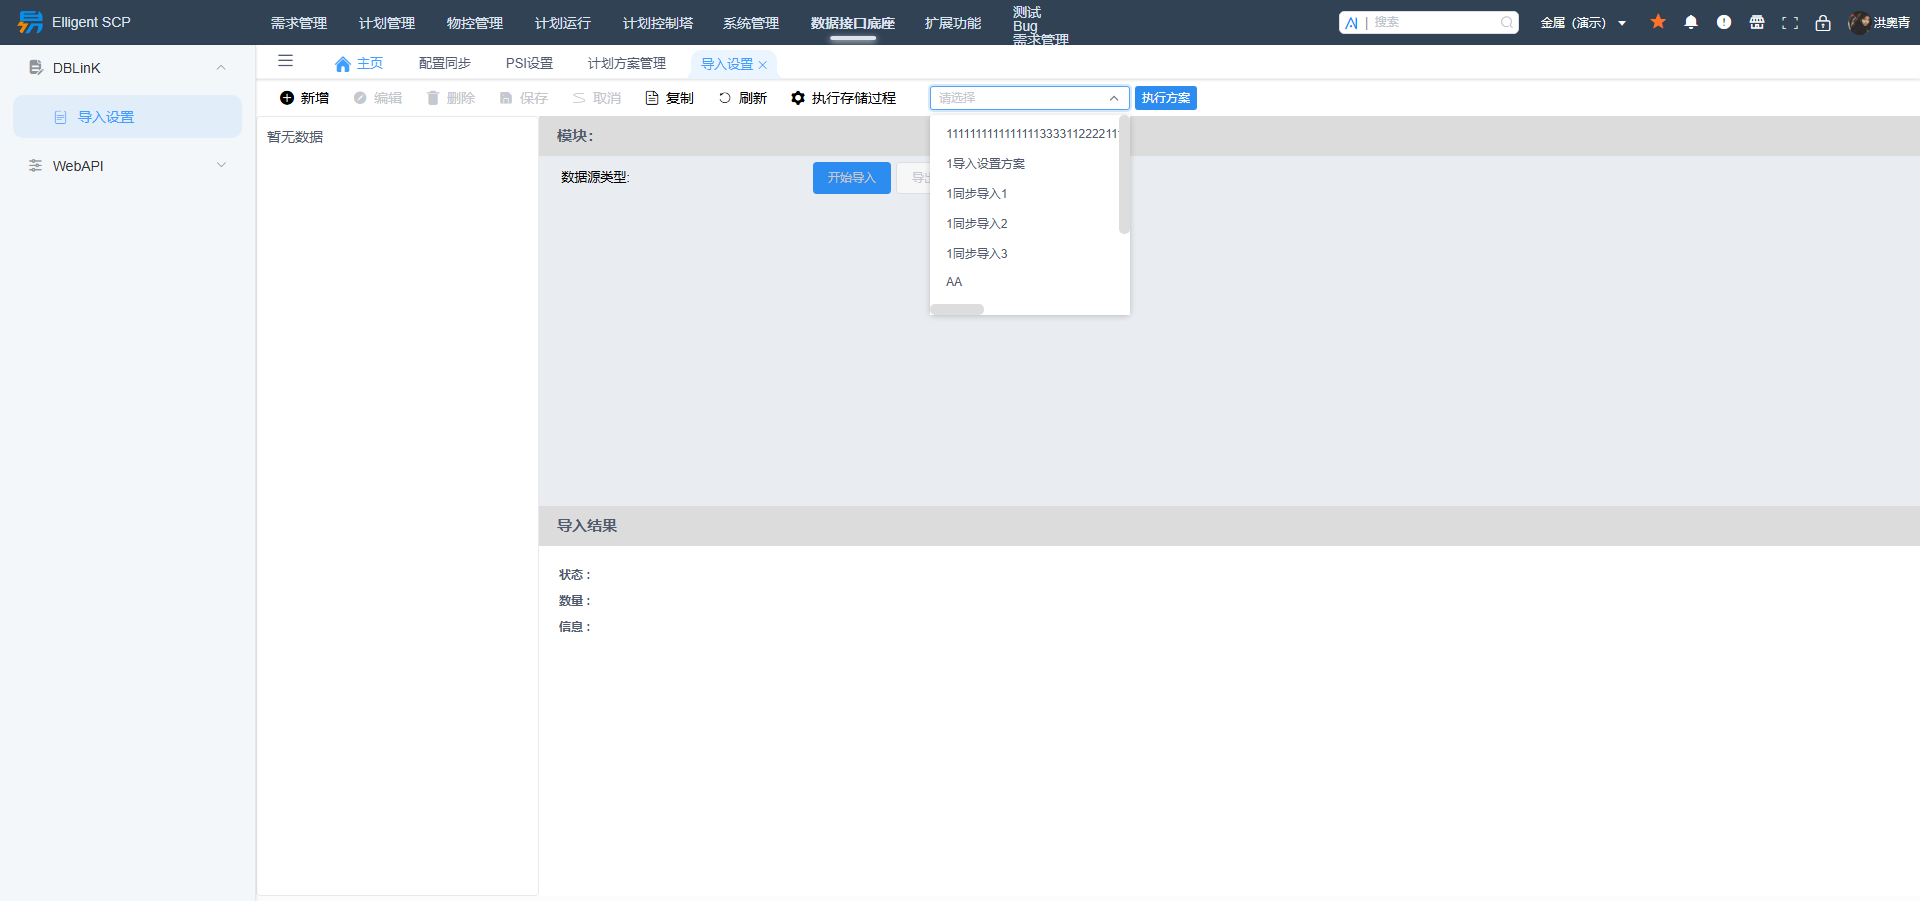 Elligent SCP
需求管理
计划管理
物控管理
计划运行
计划控制塔
系统管理
数据接口底座
扩展功能
测试
Bug
需求管理
搜索
金属（演示）
洪奥青
DBLinK
导入设置
WebAPI
主页
配置同步
PSI设置
计划方案管理
导入设置
新增
编辑
删除
保存
取消
复制
刷新
执行存储过程
请选择
执行方案
暂无数据
模块:
数据源类型:
开始导入
1导入设置方案
1同步导入1
1同步导入2
1同步导入3
AA
导入结果
状态 :
数量 :
信息 :